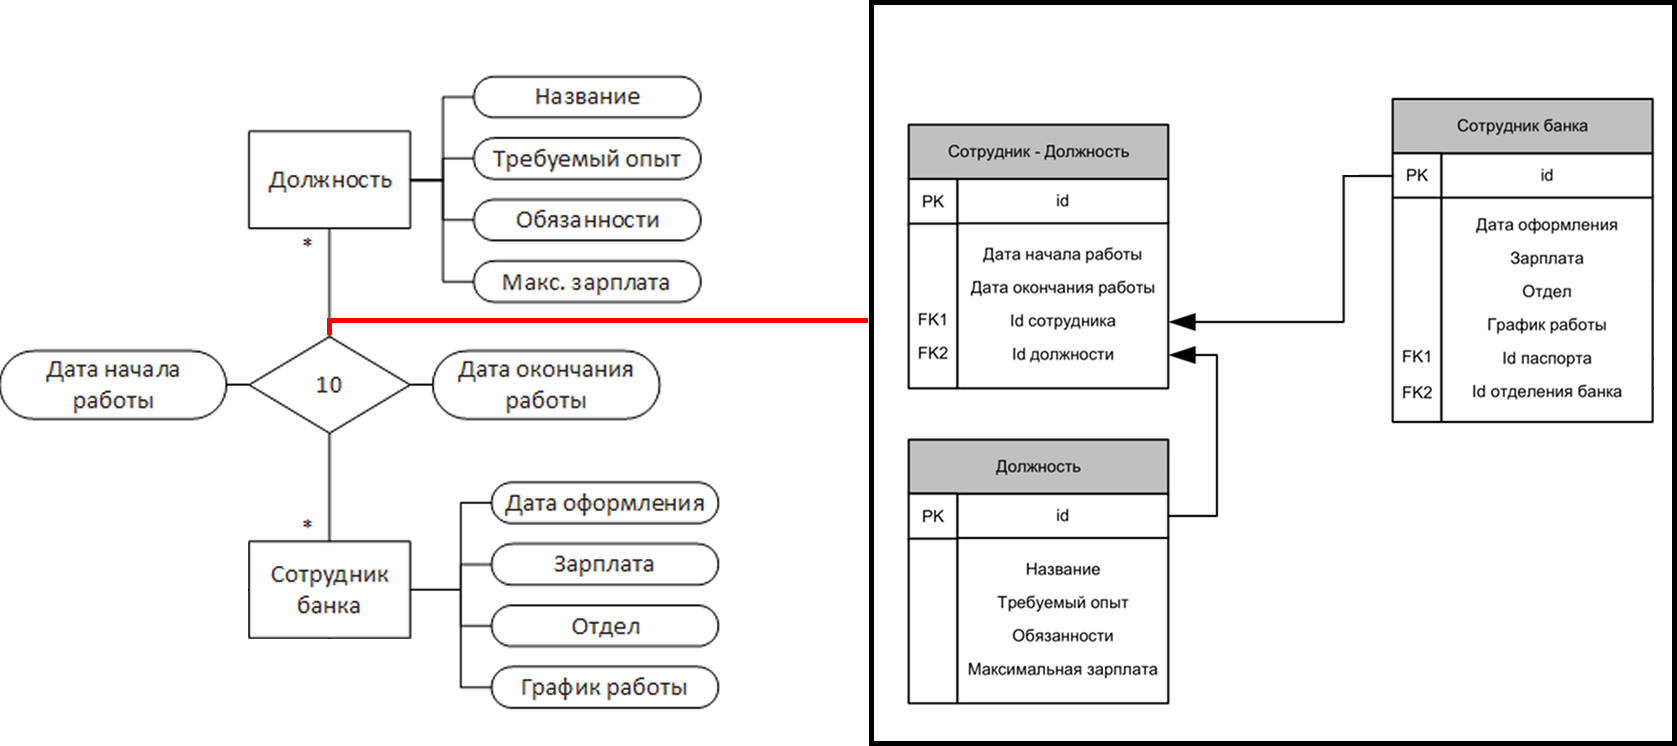 Название
Требуемый опыт
Должность
Обязанности
*
Макс. зарплата
Дата начала
работы
10
Дата окончания
работы
*
Дата оформления
Сотрудник
банка
Зарплата
Отдел
График работы
Сотрудник - Должность
PK id
Дата начала работы
Дата окончания работы
FK1 Id сотрудника
FK2 Id должности
Должность
PK id
Название
Требуемый опыт
Обязанности
Максимальная зарплата
Сотрудник банка
PK id
Дата оформления
Зарплата
Отдел
График работы
FK1 Id паспорта
FK2 Id отделения банка